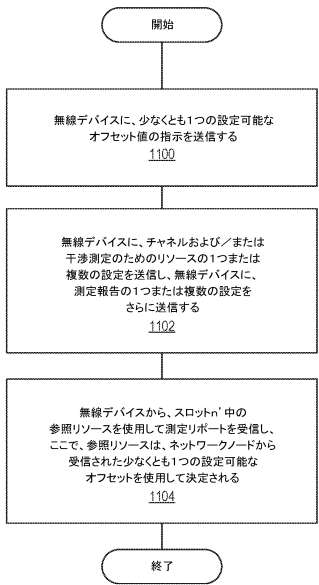 開始
無線デバイスに、少なくとも1つの設定可能な
オフセット値の指示を送信する
1100
無線デバイスに、チャネルおよび／または
干渉測定のためのリソースの1つまたは
複数の設定を送信し、無線デバイスに、
測定報告の1つまたは複数の設定を
さらに送信する
1102
無線デバイスから、スロットn'中の
参照リソースを使用して測定リポートを受信し、
ここで、参照リソースは、ネットワークノードから
受信された少なくとも1つの設定可能な
オフセットを使用して決定される
1104
終了